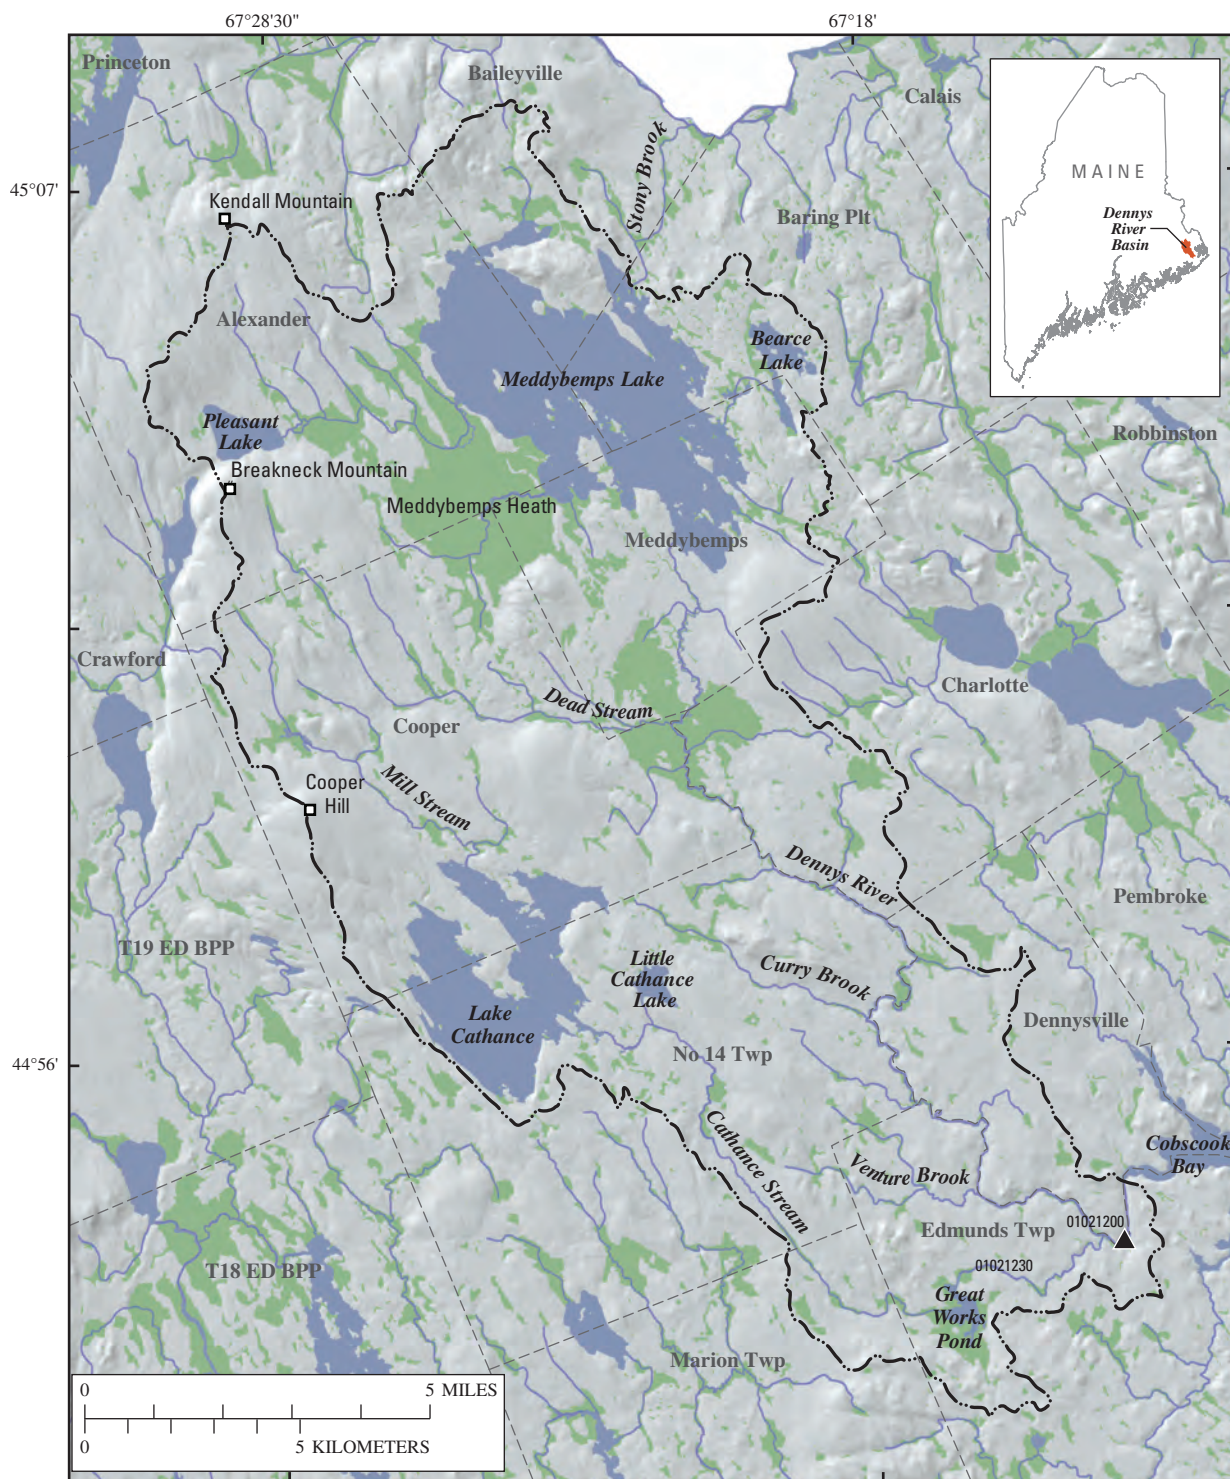 67°28'30"
67°18'
Princeton
Baileyville
Calais
MAINE
Dennys
River
Basin
45°07'
Kendall Mountain
Stony Brook
Baring Plt
Alexander
Bearce
Lake
Meddybemps Lake
Pleasant
Lake
Robbinston
Breakneck Mountain
Meddybemps Heath
Meddybemps
Crawford
Charlotte
Dead Stream
Cooper
Cooper
Hill
Mill Stream
Dennys River
Pembroke
T19 ED BPP
Little
Cathance
Lake
Curry Brook
Lake
Cathance
Dennysville
No 14 Twp
44°56'
Cathance Stream
Cobscook
Bay
Venture Brook
Edmunds Twp
01021200
T18 ED BPP
01021230
Great
Works
Pond
Marion Twp
0 5 MILES
0 5 KILOMETERS